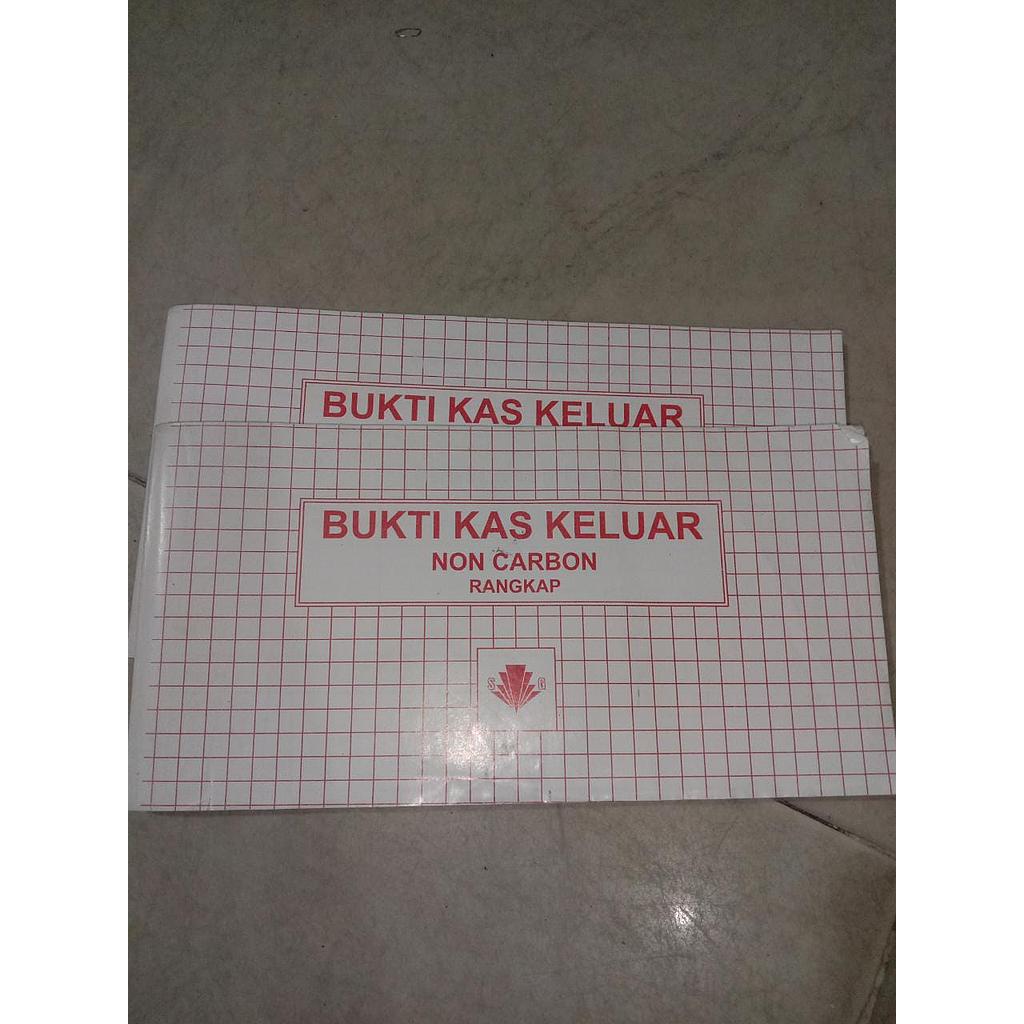 BUKTI KAS KELUAR
BUKTI KAS KELUAR
NON CARBON
RANGKAP
S G